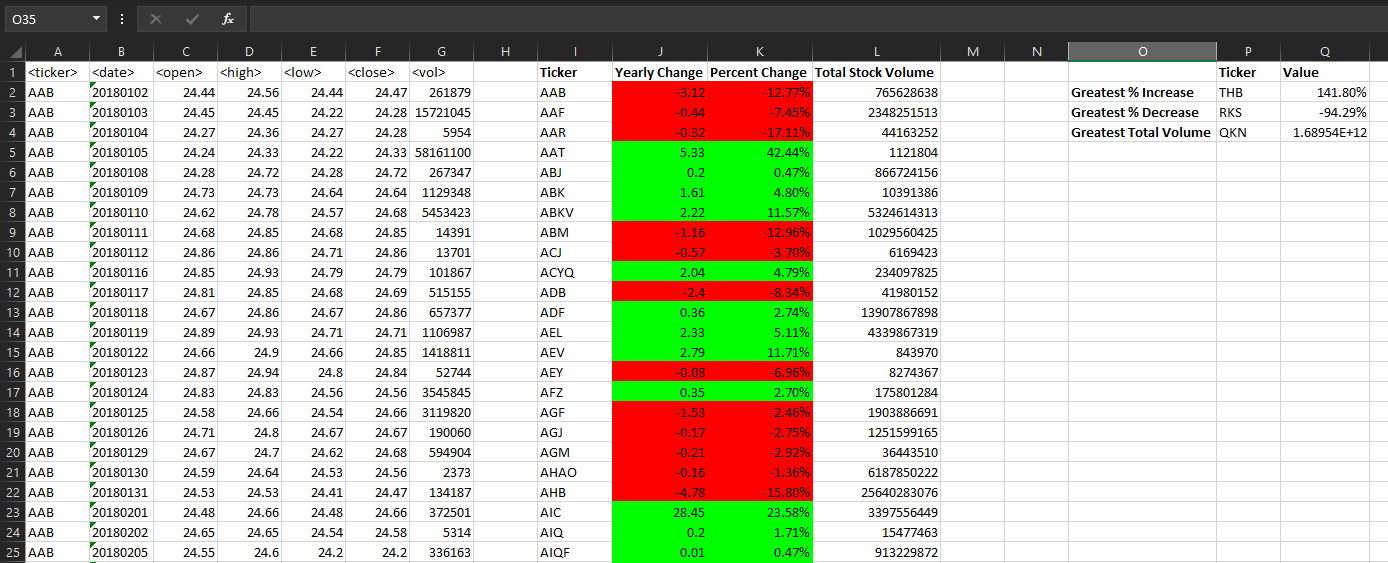 O35 fx
A B C D E F G H I J K L M N O P Q
1 <ticker> <date> <open> <high> <low> <close> <vol> Ticker Yearly Change Percent Change Total Stock Volume Ticker Value
2 AAB 20180102 24.44 24.56 24.44 24.47 261879 AAB -3.12 -12.77% 765628638 Greatest % Increase THB 141.80%
3 AAB 20180103 24.45 24.45 24.22 24.28 15721045 AAF -0.44 -7.45% 2348251513 Greatest % Decrease RKS -94.29%
4 AAB 20180104 24.27 24.36 24.27 24.28 5954 AAR -0.32 -17.11% 44163252 Greatest Total Volume QKN 1.68954E+12
5 AAB 20180105 24.24 24.33 24.22 24.33 58161100 AAT 5.33 42.44% 1121804
6 AAB 20180108 24.28 24.72 24.28 24.72 267347 ABJ 0.2 0.47% 866724156
7 AAB 20180109 24.73 24.73 24.64 24.64 1129348 ABK 1.61 4.80% 10391386
8 AAB 20180110 24.62 24.78 24.57 24.68 5453423 ABKV 2.22 11.57% 5324614313
9 AAB 20180111 24.68 24.85 24.68 24.85 14391 ABM -1.16 -12.96% 1029560425
10 AAB 20180112 24.86 24.86 24.71 24.86 13701 ACJ -0.57 -3.70% 6169423
11 AAB 20180116 24.85 24.93 24.79 24.79 101867 ACYQ 2.04 4.79% 234097825
12 AAB 20180117 24.81 24.85 24.68 24.69 515155 ADB -2.4 -8.34% 41980152
13 AAB 20180118 24.67 24.86 24.67 24.86 657377 ADF 0.36 2.74% 13907867898
14 AAB 20180119 24.89 24.93 24.71 24.71 1106987 AEL 2.33 5.11% 4339867319
15 AAB 20180122 24.66 24.9 24.66 24.85 1418811 AEV 2.79 11.71% 843970
16 AAB 20180123 24.87 24.94 24.8 24.84 52744 AEY -0.08 -6.96% 8274367
17 AAB 20180124 24.83 24.83 24.56 24.56 3545845 AFZ 0.35 2.70% 175801284
18 AAB 20180125 24.58 24.66 24.54 24.66 3119820 AGF -1.53 -2.46% 1903886691
19 AAB 20180126 24.71 24.8 24.67 24.67 190060 AGJ -0.17 -2.75% 1251599165
20 AAB 20180129 24.67 24.7 24.62 24.68 594904 AGM -0.21 -2.92% 36443510
21 AAB 20180130 24.59 24.64 24.53 24.56 2373 AHAO -0.16 -1.36% 6187850222
22 AAB 20180131 24.53 24.53 24.41 24.47 134187 AHB -4.78 -15.80% 25640283076
23 AAB 20180201 24.48 24.66 24.48 24.66 372501 AIC 28.45 23.58% 3397556449
24 AAB 20180202 24.65 24.65 24.54 24.58 5314 AIQ 0.2 1.71% 15477463
25 AAB 20180205 24.55 24.6 24.2 24.2 336163 AIQF 0.01 0.47% 913229872